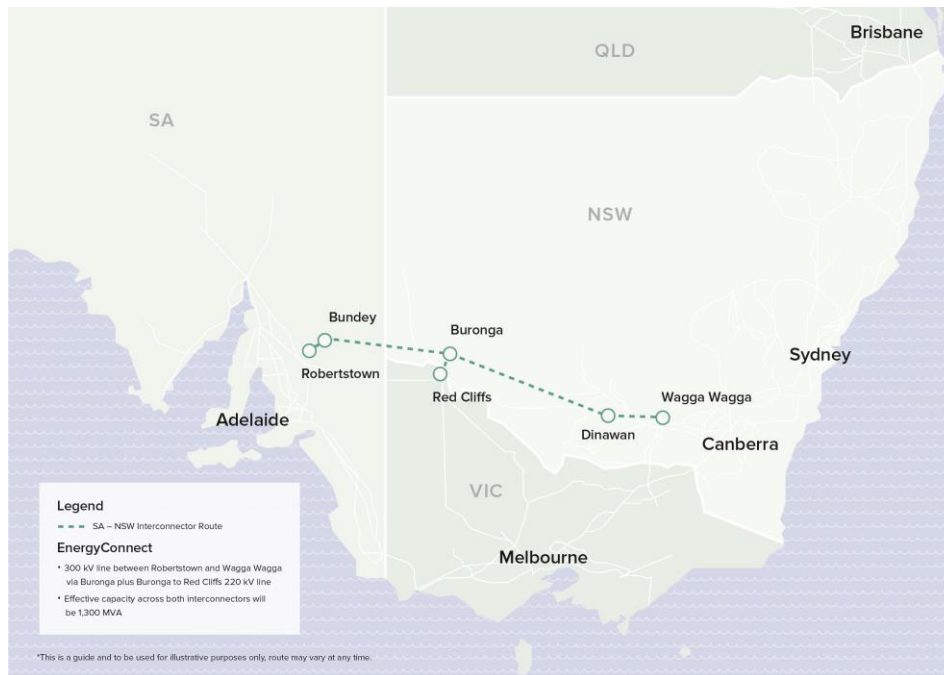 Brisbane
QLD
SA
NSW
Bundey
Buronga
Robertstown
Sydney
Red Cliffs
Wagga Wagga
Adelaide
Dinawan
Canberra
VIC
Melbourne
Legend
SA – NSW Interconnector Route
EnergyConnect
• 300 kV line between Robertstown and Wagga Wagga
via Buronga plus Buronga to Red Cliffs 220 kV line
• Effective capacity across both interconnectors will
be 1,300 MVA
*This is a guide and to be used for illustrative purposes only, route may vary at any time.